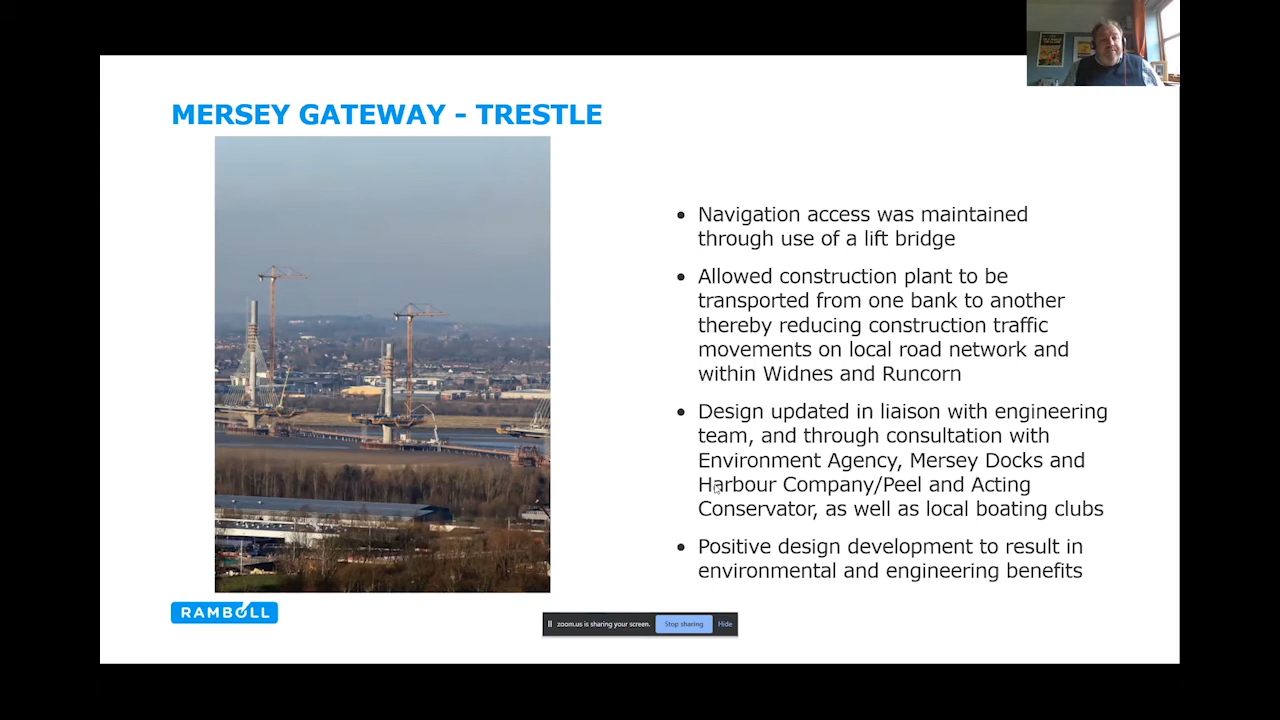 MERSEY GATEWAY - TRESTLE
• Navigation access was maintained
through use of a lift bridge
• Allowed construction plant to be
transported from one bank to another
thereby reducing construction traffic
movements on local road network and
within Widnes and Runcorn
• Design updated in liaison with engineering
team, and through consultation with
Environment Agency, Mersey Docks and
Harbour Company/Peel and Acting
Conservator, as well as local boating clubs
• Positive design development to result in
environmental and engineering benefits
RAMBOLL
zoom.us is sharing your screen. Stop sharing Hide